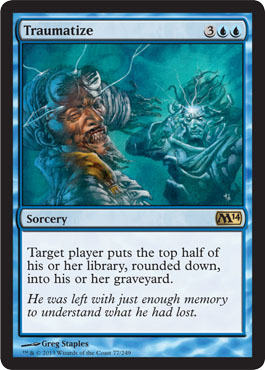 Traumatize 3
Sorcery M14
Target player puts the top half of
his or her library, rounded down,
into his or her graveyard.
He was left with just enough memory
to understand what he had lost.
Greg Staples
™ & © 2013 Wizards of the Coast 77/249